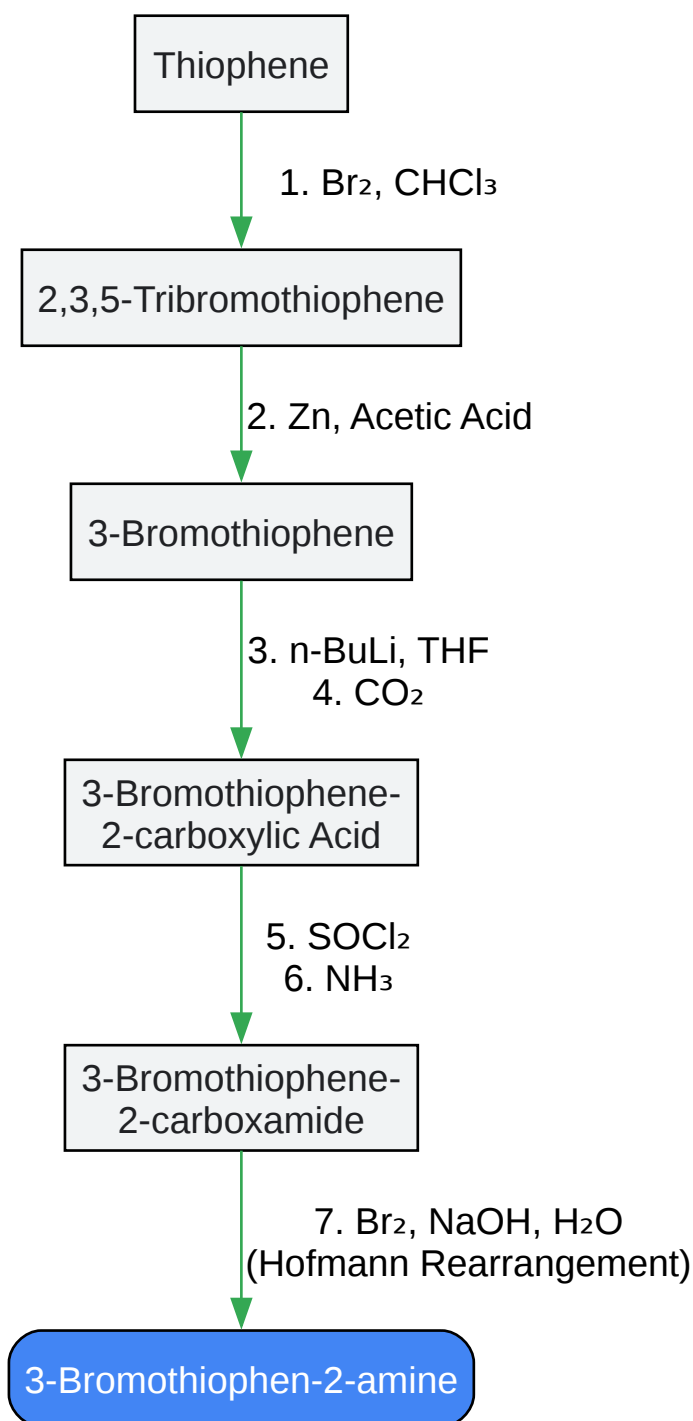 Thiophene
1. Br₂, CHCl₃
2,3,5-Tribromothiophene
2. Zn, Acetic Acid
3-Bromothiophene
3. n-BuLi, THF
4. CO₂
3-Bromothiophene-
2-carboxylic Acid
5. SOCl₂
6. NH₃
3-Bromothiophene-
2-carboxamide
7. Br₂, NaOH, H₂O
(Hofmann Rearrangement)
3-Bromothiophen-2-amine